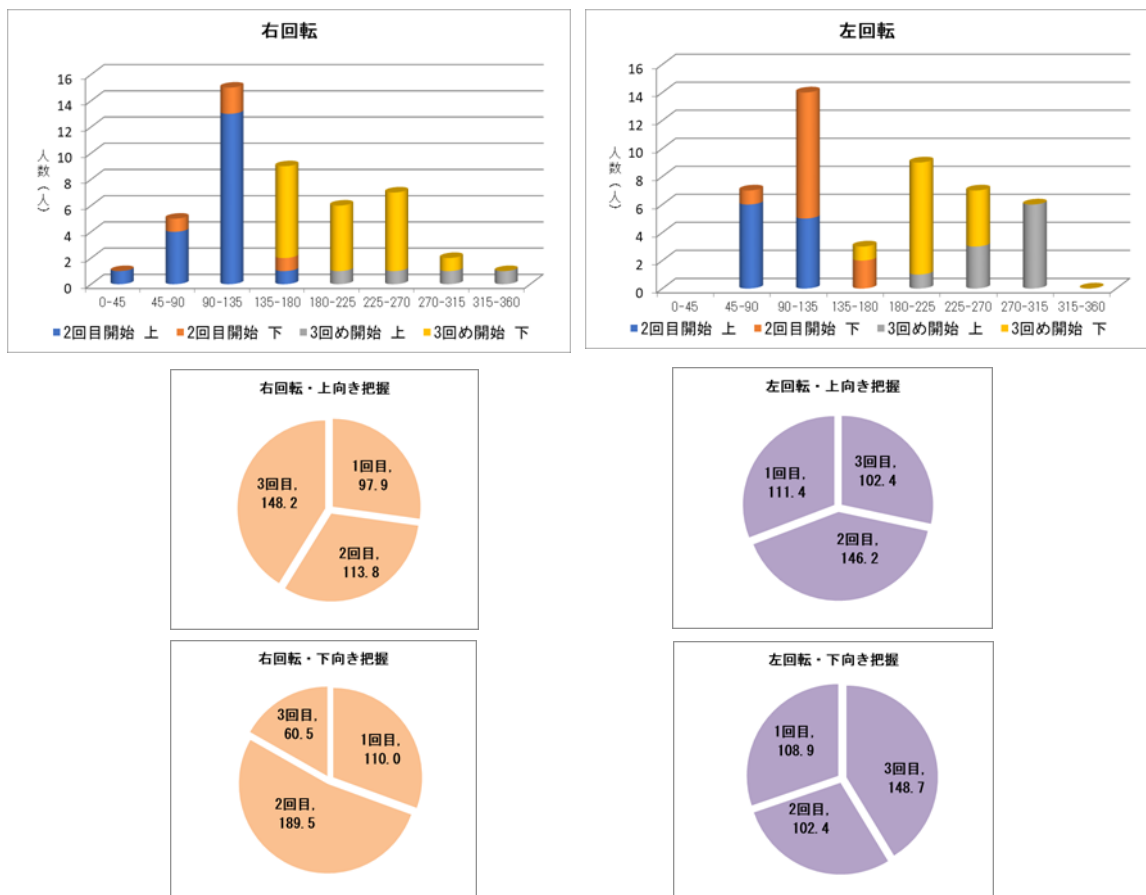 右回転
16
14
12
10
8
6
4
2
0
人数(人)
0-45 45-90 90-135 135-180 180-225 225-270 270-315 315-360
2回目開始 上 2回目開始 下 3回め開始 上 3回め開始 下
左回転
16
14
12
10
8
6
4
2
0
人数(人)
0-45 45-90 90-135 135-180 180-225 225-270 270-315 315-360
2回目開始 上 2回目開始 下 3回め開始 上 3回め開始 下
右回転・上向き把握
1回目,
97.9
2回目,
113.8
3回目,
148.2
左回転・上向き把握
1回目,
111.4
3回目,
102.4
2回目,
146.2
右回転・下向き把握
3回目,
60.5
1回目,
110.0
2回目,
189.5
左回転・下向き把握
1回目,
108.9
3回目,
148.7
2回目,
102.4